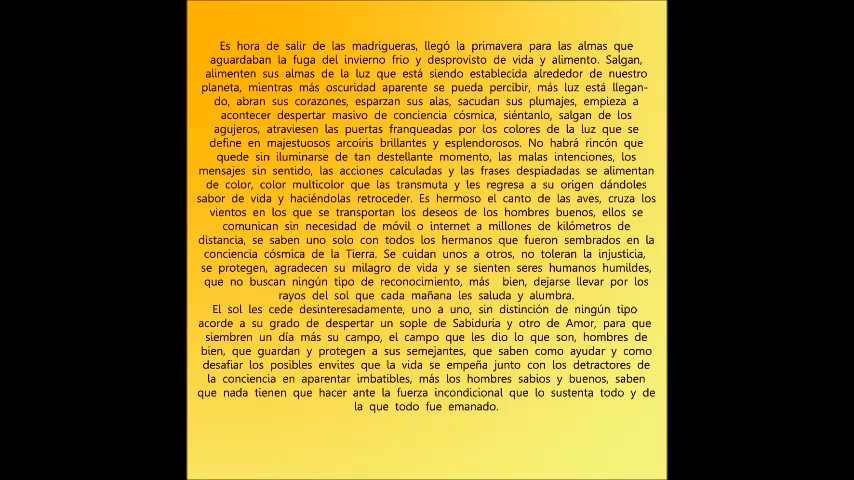 Es hora de salir de las madrigueras, llegó la primavera para las almas que
aguardaban la fuga del invierno frio y desprovisto de vida y alimento. Salgan,
alimenten sus almas de la luz que está siendo establecida alrededor de nuestro
planeta, mientras más oscuridad aparente se pueda percibir, más luz está llegan-
do, abran sus corazones, esparzan sus alas, sacudan sus plumajes, empieza a
acontecer despertar masivo de conciencia cósmica, siéntanlo, salgan de los
agujeros, atraviesen las puertas franqueadas por los colores de la luz que se
define en majestuosos arcoíris brillantes y esplendorosos. No habrá rincón que
quede sin iluminarse de tan destellante momento, las malas intenciones, los
mensajes sin sentido, las acciones calculadas y las frases despiadadas se alimentan
de color, color multicolor que las transmuta y les regresa a su origen dándoles
sabor de vida y haciéndolas retroceder. Es hermoso el canto de las aves, cruza los
vientos en los que se transportan los deseos de los hombres buenos, ellos se
comunican sin necesidad de móvil o internet a millones de kilómetros de
distancia, se saben uno solo con todos los hermanos que fueron sembrados en la
conciencia cósmica de la Tierra. Se cuidan unos a otros, no toleran la injusticia,
se protegen, agradecen su milagro de vida y se sienten seres humanos humildes,
que no buscan ningún tipo de reconocimiento, más bien, dejarse llevar por los
rayos del sol que cada mañana les saluda y alumbra.
El sol les cede desinteresadamente, uno a uno, sin distinción de ningún tipo
acorde a su grado de despertar un sople de Sabiduría y otro de Amor, para que
siembren un día más su campo, el campo que les dio lo que son, hombres de
bien, que guardan y protegen a sus semejantes, que saben como ayudar y como
desafiar los posibles envites que la vida se empeña junto con los detractores de
la conciencia en aparentar imbatibles, más los hombres sabios y buenos, saben
que nada tienen que hacer ante la fuerza incondicional que lo sustenta todo y de
la que todo fue emanado.